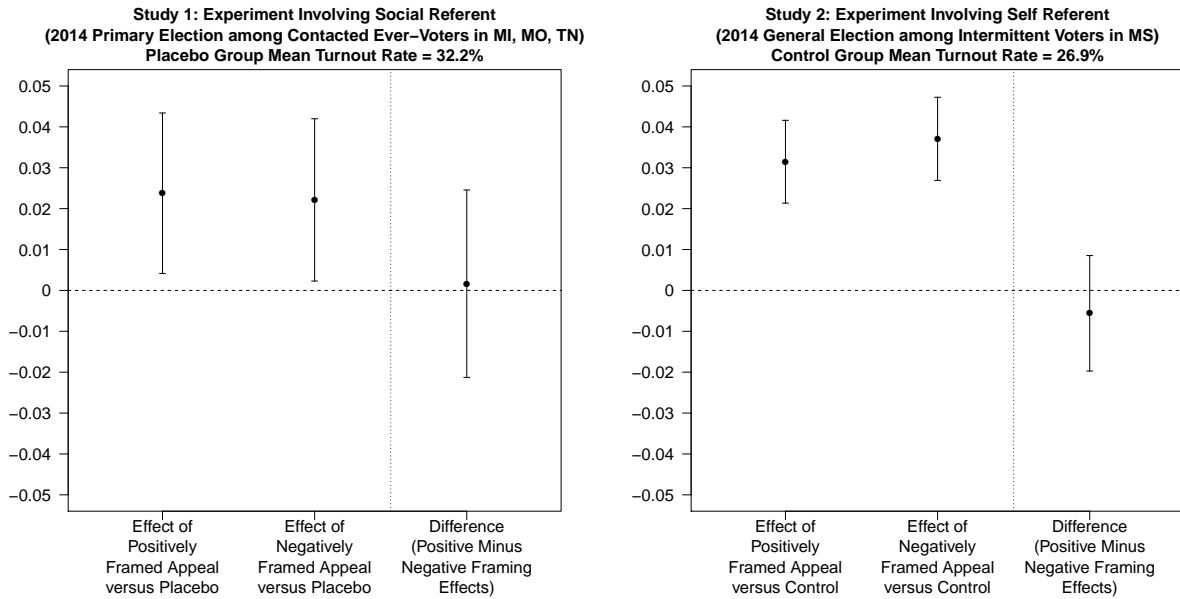 Study 1: Experiment Involving Social Referent
(2014 Primary Election among Contacted Ever−Voters in MI, MO, TN)
Placebo Group Mean Turnout Rate = 32.2%
0.05
0.04
0.03
0.02
0.01
0
−0.01
−0.02
−0.03
−0.04
−0.05
Effect of
Positively
Framed Appeal
versus Placebo
Effect of
Negatively
Framed Appeal
versus Placebo
Difference
(Positive Minus
Negative Framing
Effects)
Study 2: Experiment Involving Self Referent
(2014 General Election among Intermittent Voters in MS)
Control Group Mean Turnout Rate = 26.9%
0.05
0.04
0.03
0.02
0.01
0
−0.01
−0.02
−0.03
−0.04
−0.05
Effect of
Positively
Framed Appeal
versus Control
Effect of
Negatively
Framed Appeal
versus Control
Difference
(Positive Minus
Negative Framing
Effects)